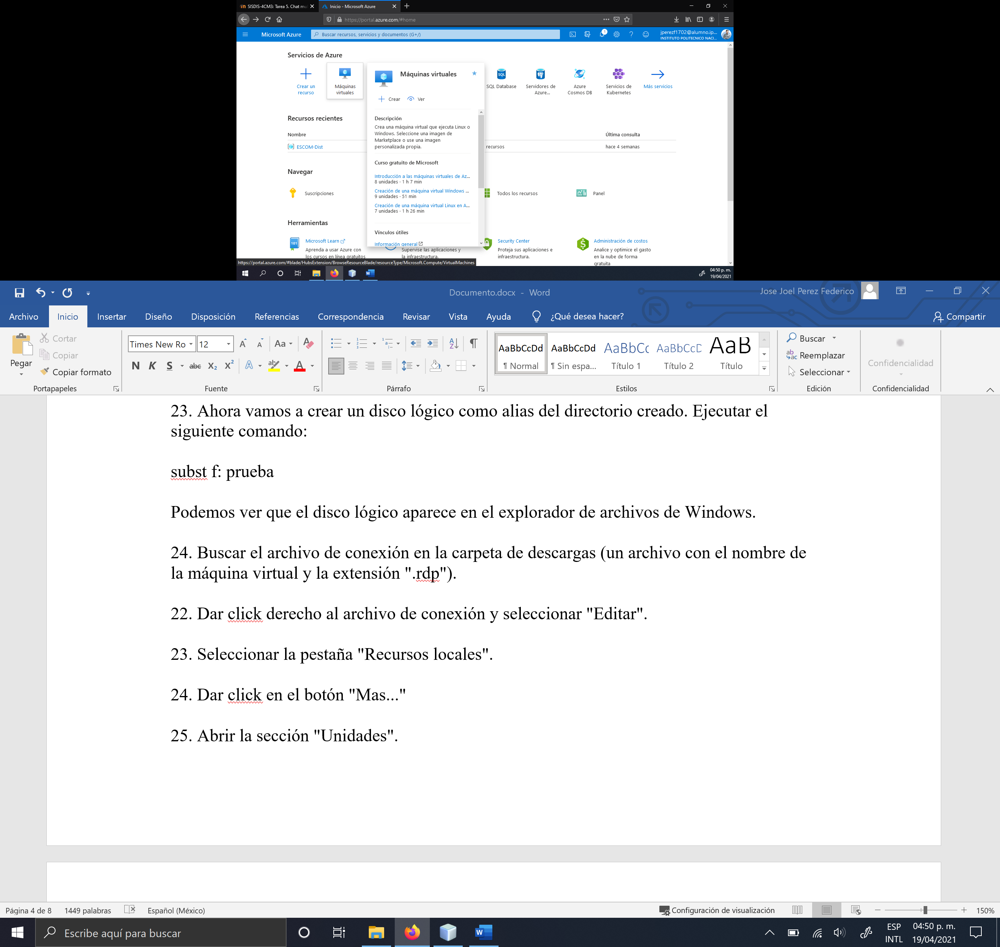 SISDIS-4CM3: Tarea 5. Chat mu
Inicio - Microsoft Azure
https://portal.azure.com/#home
Microsoft Azure
Buscar recursos, servicios y documentos (G+/)
1
jperezf1702@alumno.ip...
INSTITUTO POLITECNICO NACI...
Servicios de Azure
Crear un recurso
Máquinas virtuales
Máquinas virtuales
Crear
Ver
SQL
SQL Database
Servidores de Azure...
Azure Cosmos DB
Servicios de Kubernetes
Más servicios
Descripción
Crea una máquina virtual que ejecuta Linux o
Windows. Seleccione una imagen de
Marketplace o use una imagen
personalizada propia.
Curso gratuito de Microsoft
Introducción a las máquinas virtuales de Az...
8 unidades · 1 h 7 min
Creación de una máquina virtual Windows ...
9 unidades · 51 min
Creación de una máquina virtual Linux en A...
7 unidades · 1 h 26 min
Vínculos útiles
Información general
Recursos recientes
Nombre
Última consulta
ESCOM-Dist
recursos
hace 4 semanas
Navegar
Suscripciones
Todos los recursos
Panel
Herramientas
101
Microsoft Learn
Aprenda a usar Azure con
los cursos en línea gratuitos
Supervise las aplicaciones y
la infraestructura.
Security Center
Proteja sus aplicaciones e
infraestructura.
Administración de costos
Analice y optimice el gasto
en la nube de forma
gratuita
https://portal.azure.com/#blade/HubsExtension/BrowseResourceBlade/resourceType/Microsoft.Compute/VirtualMachines
04:50 p. m.
19/04/2021
Documento.docx - Word
Jose Joel Perez Federico
Archivo
Inicio
Insertar
Diseño
Disposición
Referencias
Correspondencia
Revisar
Vista
Ayuda
¿Qué desea hacer?
Compartir
Pegar
Cortar
Copiar
Copiar formato
Portapapeles
Times New Ro
12
Aa
N K S abc X₂ X²
Fuente
Párrafo
AaBbCcDd
¶ Normal
AaBbCcDd
¶ Sin espa...
AaBbCc
Título 1
AaBbCcD
Título 2
AaB
Título
Estilos
Buscar
Reemplazar
Seleccionar
Edición
Confidencialidad
Confidencialidad
23. Ahora vamos a crear un disco lógico como alias del directorio creado. Ejecutar el
siguiente comando:
subst f: prueba
Podemos ver que el disco lógico aparece en el explorador de archivos de Windows.
24. Buscar el archivo de conexión en la carpeta de descargas (un archivo con el nombre de
la máquina virtual y la extensión ".rdp").
22. Dar click derecho al archivo de conexión y seleccionar "Editar".
23. Seleccionar la pestaña "Recursos locales".
24. Dar click en el botón "Mas..."
25. Abrir la sección "Unidades".
Página 4 de 8
1449 palabras
Español (México)
Configuración de visualización
150%
Escribe aquí para buscar
ESP
INTL
04:50 p. m.
19/04/2021